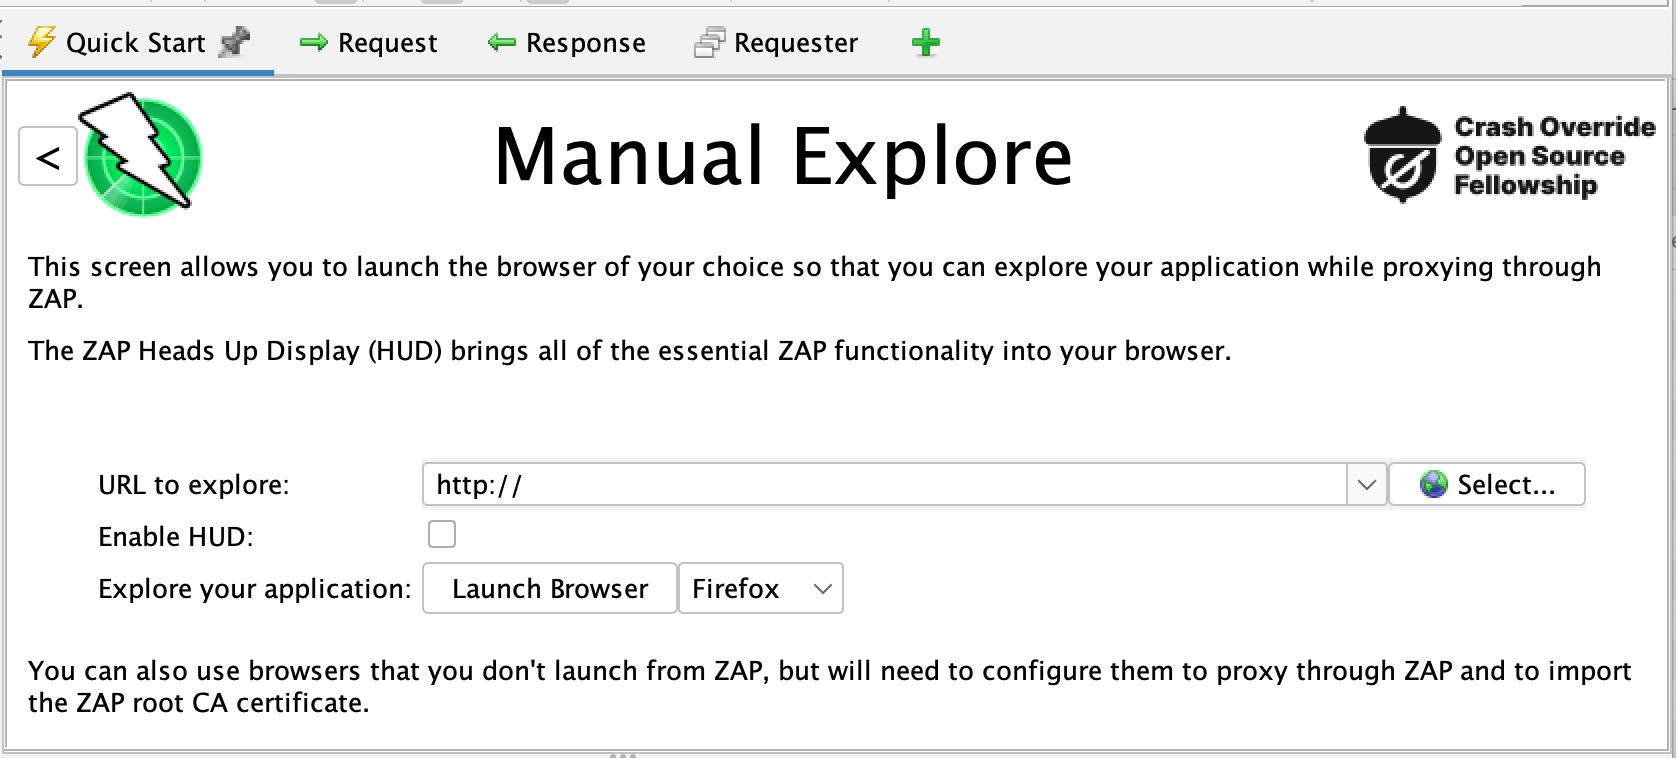 Quick Start
Request
Response
Requester
<
Manual Explore
Crash Override
Open Source
Fellowship
This screen allows you to launch the browser of your choice so that you can explore your application while proxying through
ZAP.
The ZAP Heads Up Display (HUD) brings all of the essential ZAP functionality into your browser.
URL to explore: http:// Select...
Enable HUD:
Explore your application: Launch Browser Firefox
You can also use browsers that you don't launch from ZAP, but will need to configure them to proxy through ZAP and to import
the ZAP root CA certificate.